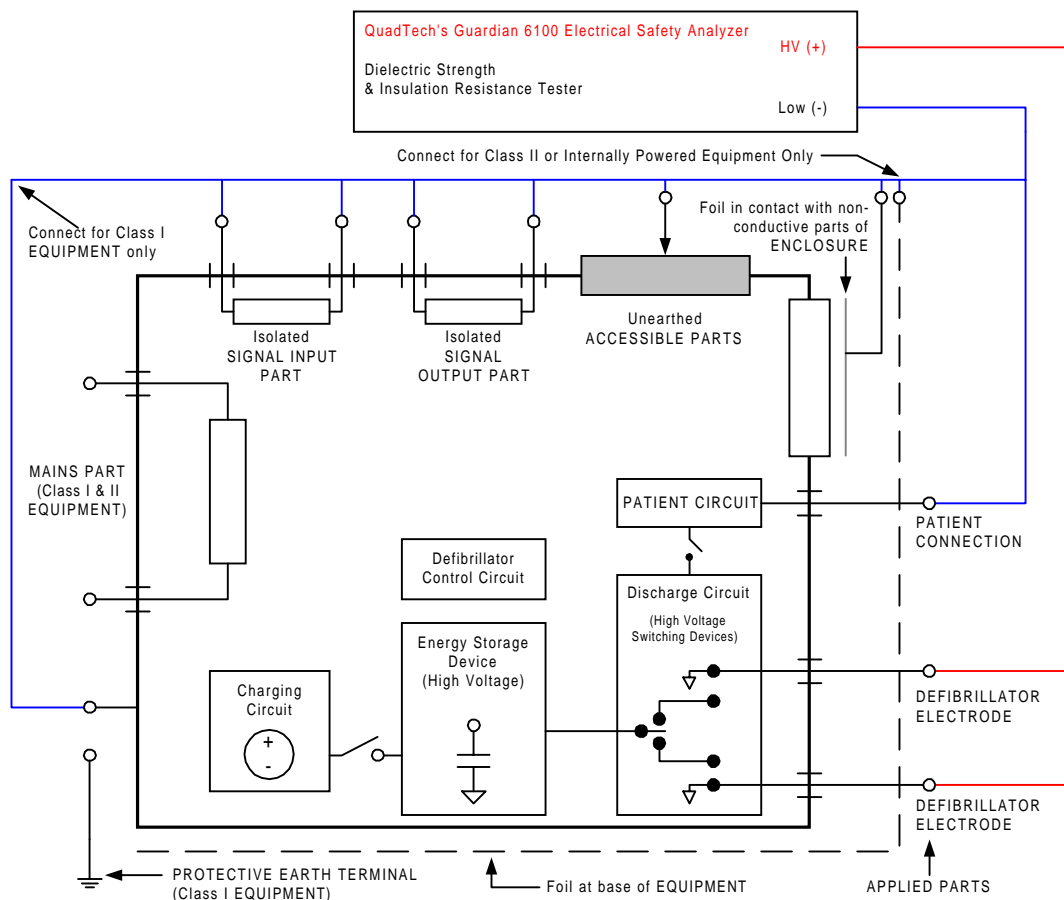 QuadTech's Guardian 6100 Electrical Safety Analyzer
HV (+)
Dielectric Strength
& Insulation Resistance Tester
Low (-)
Connect for Class II or Internally Powered Equipment Only
Connect for Class I
EQUIPMENT only
Foil in contact with non-
conductive parts of
ENCLOSURE
Isolated
SIGNAL INPUT
PART
Isolated
SIGNAL
OUTPUT PART
Unearthed
ACCESSIBLE PARTS
MAINS PART
(Class I & II
EQUIPMENT)
PATIENT CIRCUIT
PATIENT
CONNECTION
Defibrillator
Control Circuit
Discharge Circuit
(High Voltage
Switching Devices)
Energy Storage
Device
(High Voltage)
Charging
Circuit
+
-
DEFIBRILLATOR
ELECTRODE
DEFIBRILLATOR
ELECTRODE
PROTECTIVE EARTH TERMINAL
(Class I EQUIPMENT)
Foil at base of EQUIPMENT
APPLIED PARTS